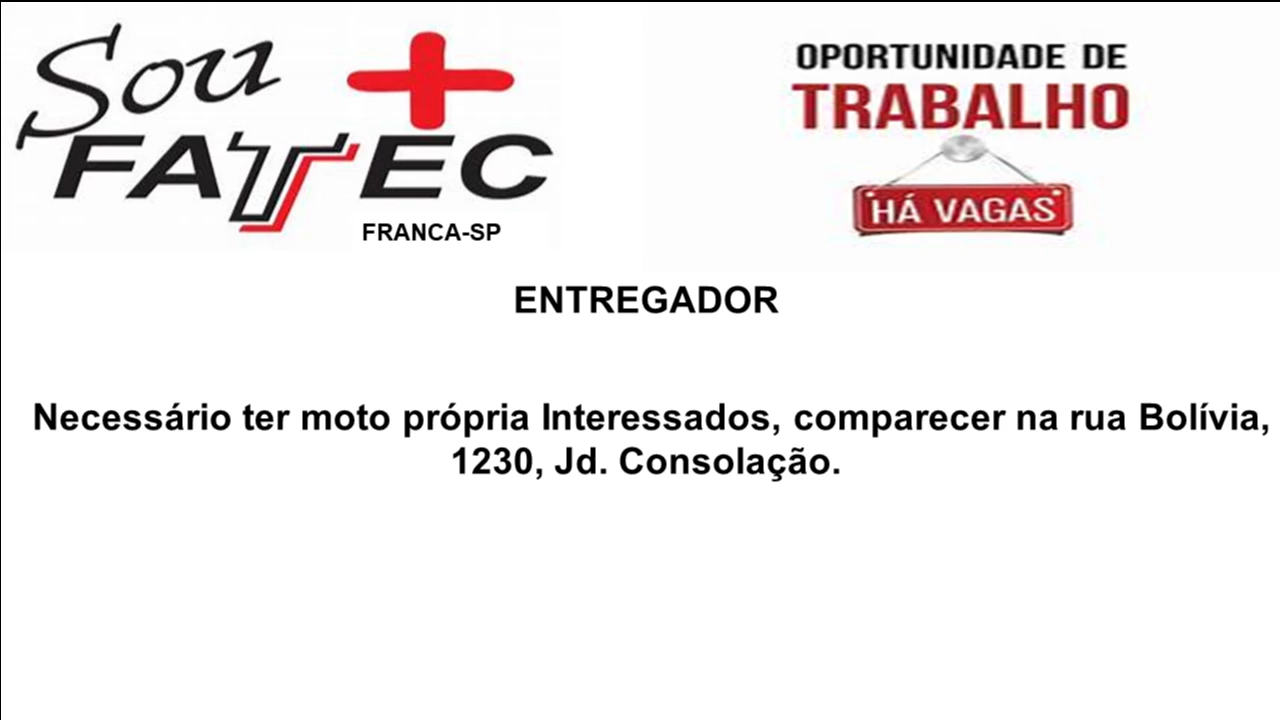 Sou +
FATEC
FRANCA-SP
OPORTUNIDADE DE
TRABALHO
HÁ VAGAS
ENTREGADOR
Necessário ter moto própria Interessados, comparecer na rua Bolívia,
1230, Jd. Consolação.